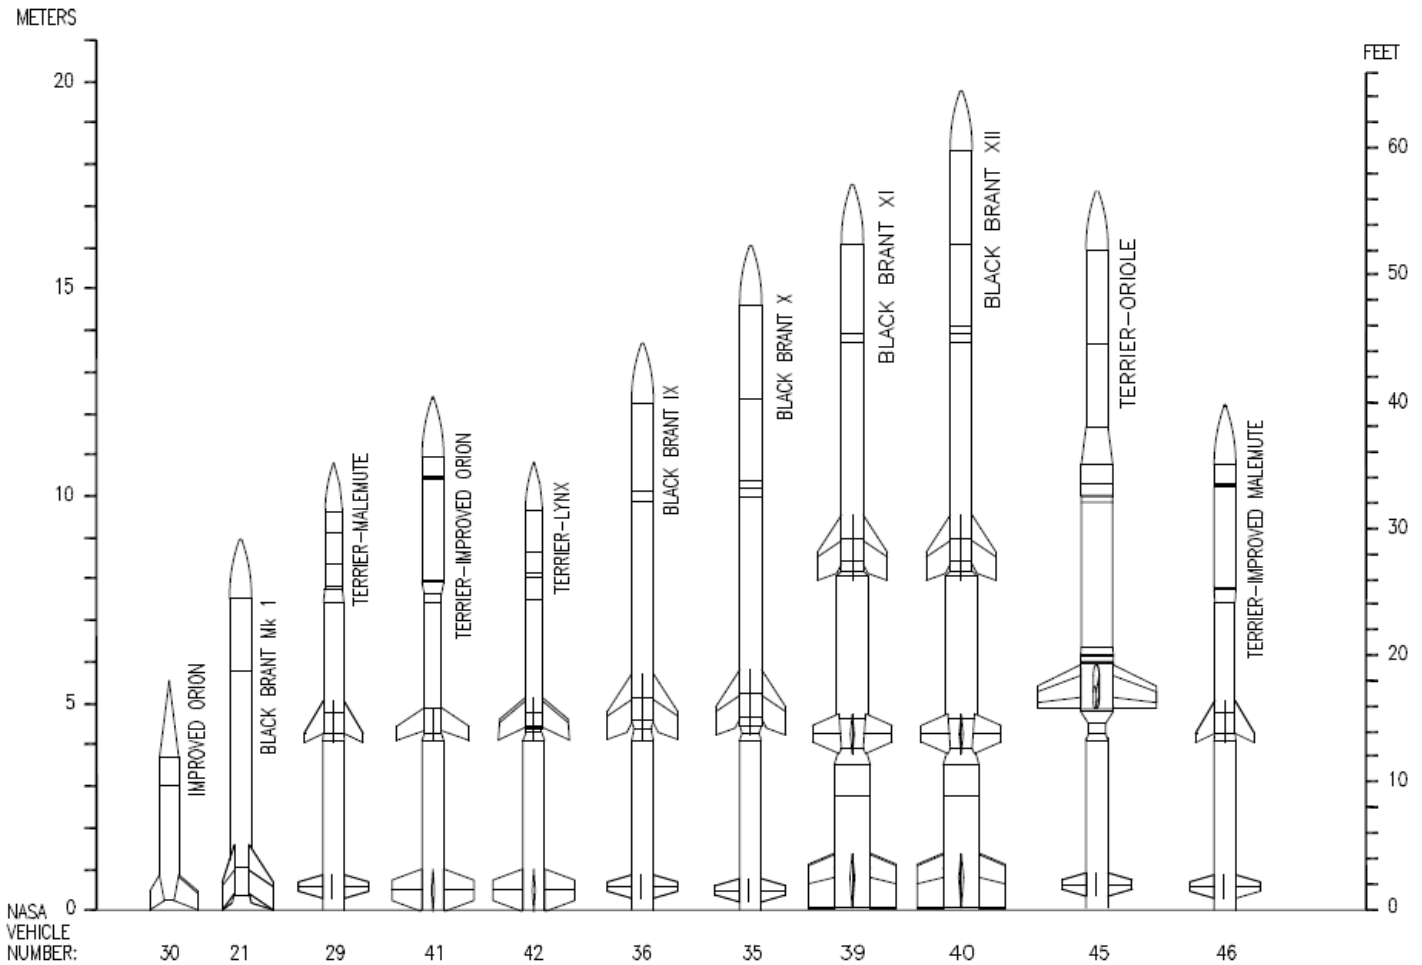 METERS
FEET
20
15
10
5
0
60
50
40
30
20
10
0
IMPROVED ORION
BLACK BRANT Mk 1
TERRIER-MALEMUTE
TERRIER-IMPROVED ORION
TERRIER-LYNX
BLACK BRANT IX
BLACK BRANT X
BLACK BRANT XI
BLACK BRANT XII
TERRIER-ORIOLE
TERRIER-IMPROVED MALEMUTE
NASA
VEHICLE
NUMBER: 30 21 29 41 42 36 35 39 40 45 46